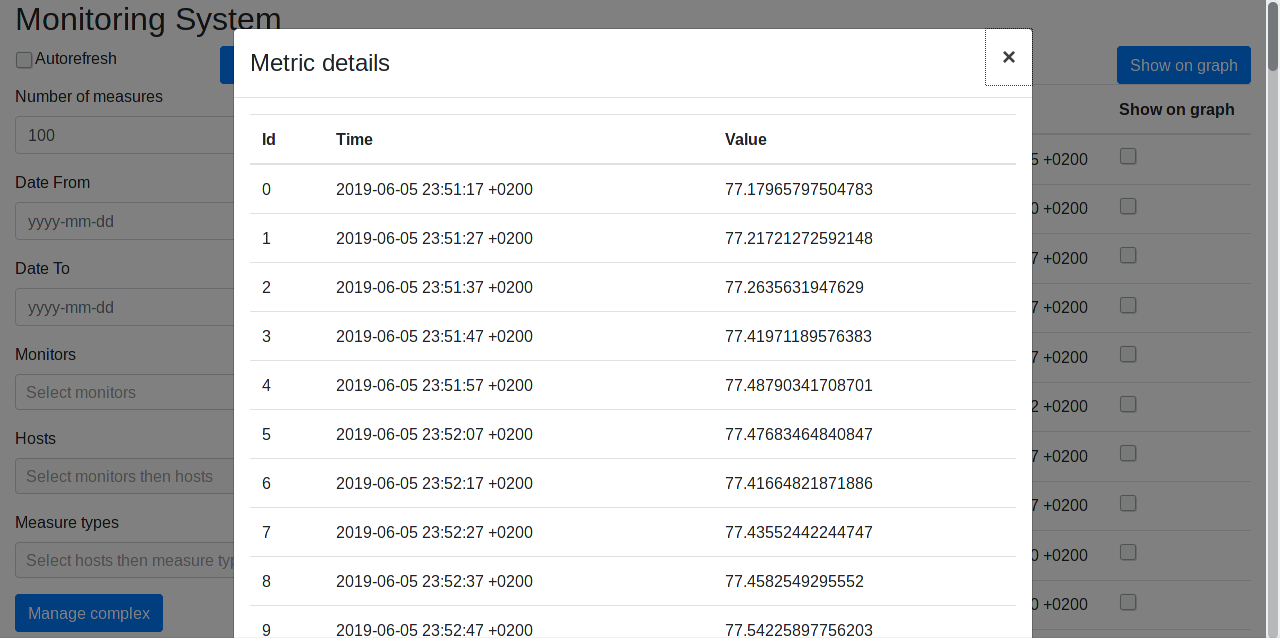 Monitoring System
Autorefresh
Show on graph
Number of measures
100
Date From
yyyy-mm-dd
Date To
yyyy-mm-dd
Monitors
Select monitors
Hosts
Select monitors then hosts
Measure types
Select hosts then measure typ
Manage complex
Metric details
×
Id Time Value
0 2019-06-05 23:51:17 +0200 77.17965797504783
1 2019-06-05 23:51:27 +0200 77.21721272592148
2 2019-06-05 23:51:37 +0200 77.2635631947629
3 2019-06-05 23:51:47 +0200 77.41971189576383
4 2019-06-05 23:51:57 +0200 77.48790341708701
5 2019-06-05 23:52:07 +0200 77.47683464840847
6 2019-06-05 23:52:17 +0200 77.41664821871886
7 2019-06-05 23:52:27 +0200 77.43552442244747
8 2019-06-05 23:52:37 +0200 77.4582549295552
9 2019-06-05 23:52:47 +0200 77.54225897756203
Show on graph
5 +0200
0 +0200
7 +0200
7 +0200
7 +0200
2 +0200
7 +0200
7 +0200
0 +0200
0 +0200